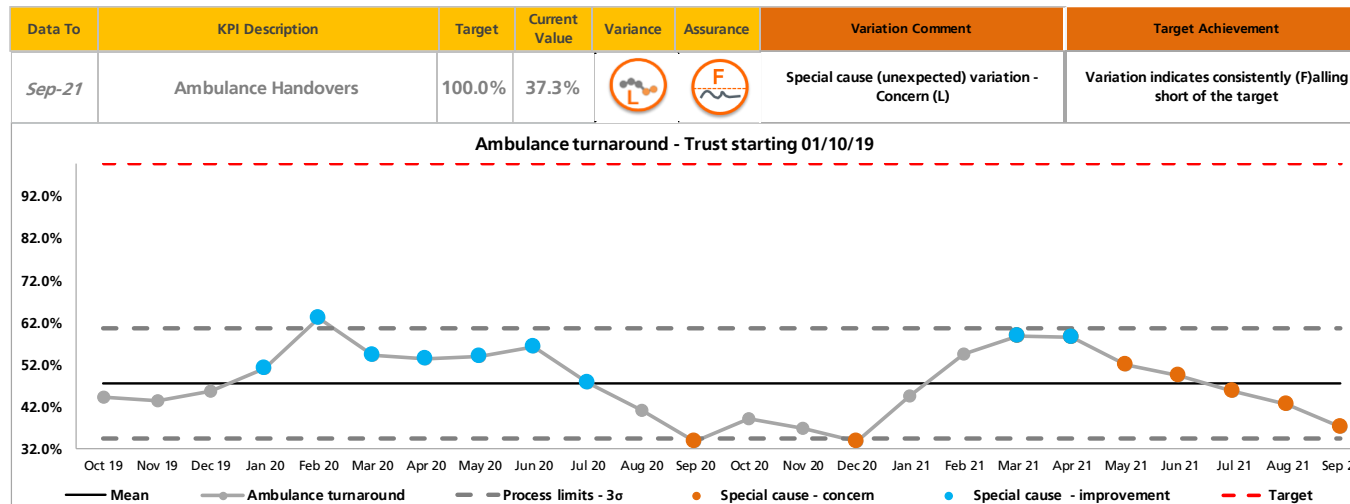 Data To KPI Description Target Current Value Variance Assurance Variation Comment Target Achievement
Sep-21 Ambulance Handovers 100.0% 37.3% L F Special cause (unexpected) variation - Concern (L) Variation indicates consistently (F)alling short of the target
Ambulance turnaround - Trust starting 01/10/19
92.0%
82.0%
72.0%
62.0%
52.0%
42.0%
32.0%
Oct 19 Nov 19 Dec 19 Jan 20 Feb 20 Mar 20 Apr 20 May 20 Jun 20 Jul 20 Aug 20 Sep 20 Oct 20 Nov 20 Dec 20 Jan 21 Feb 21 Mar 21 Apr 21 May 21 Jun 21 Jul 21 Aug 21 Sep 2
Mean Ambulance turnaround Process limits - 3σ Special cause - concern Special cause - improvement Target